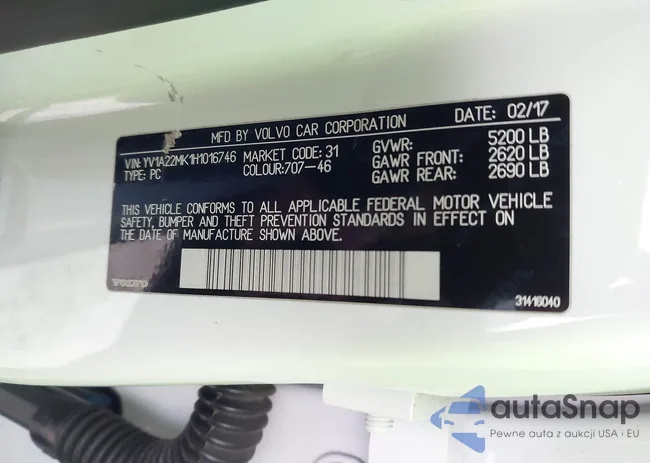 MFD BY VOLVO CAR CORPORATION DATE: 02/17
VIN: YV1A22MK1H1016746 MARKET CODE: 31 GVWR: 5200 LB
TYPE: PC COLOUR:707-46 GAWR FRONT: 2620 LB
GAWR REAR: 2690 LB
THIS VEHICLE CONFORMS TO ALL APPLICABLE FEDERAL MOTOR VEHICLE
SAFETY, BUMPER AND THEFT PREVENTION STANDARDS IN EFFECT ON
THE DATE OF MANUFACTURE SHOWN ABOVE.
VOLVO
31416040
autaSnap
Pewne auta z aukcji USA i EU